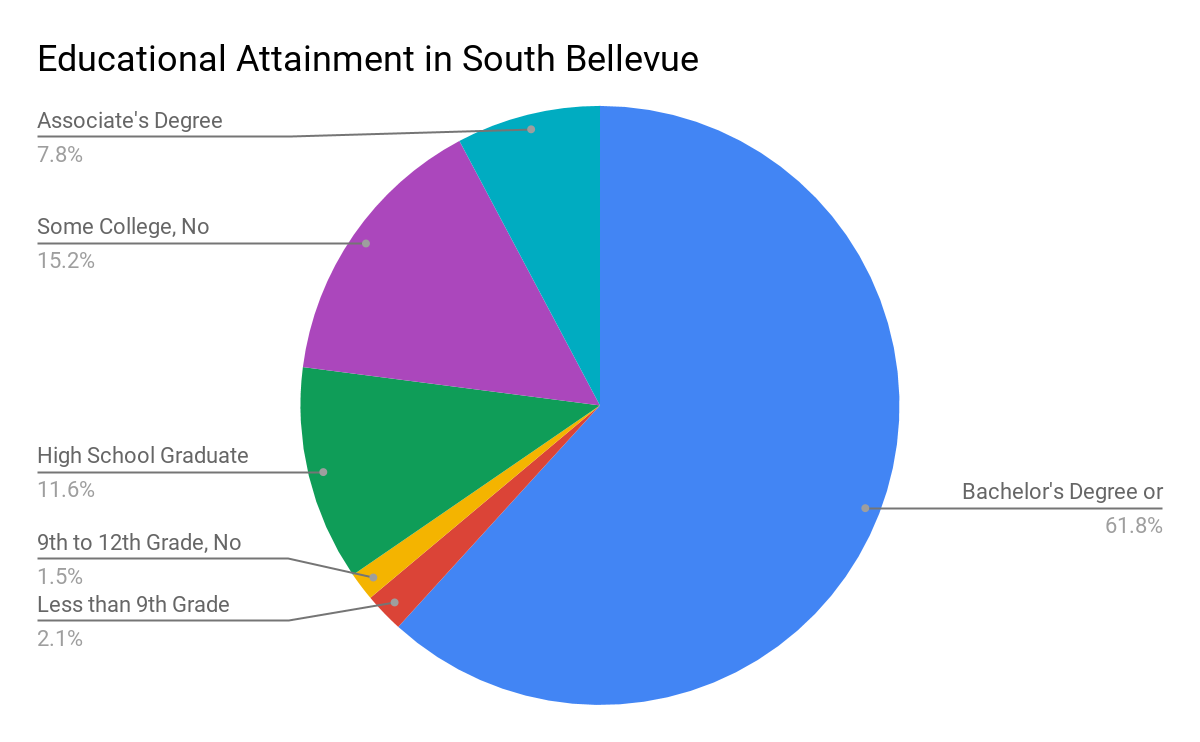 Educational Attainment in South Bellevue
Associate's Degree
7.8%
Some College, No
15.2%
High School Graduate
11.6%
9th to 12th Grade, No
1.5%
Less than 9th Grade
2.1%
Bachelor's Degree or
61.8%